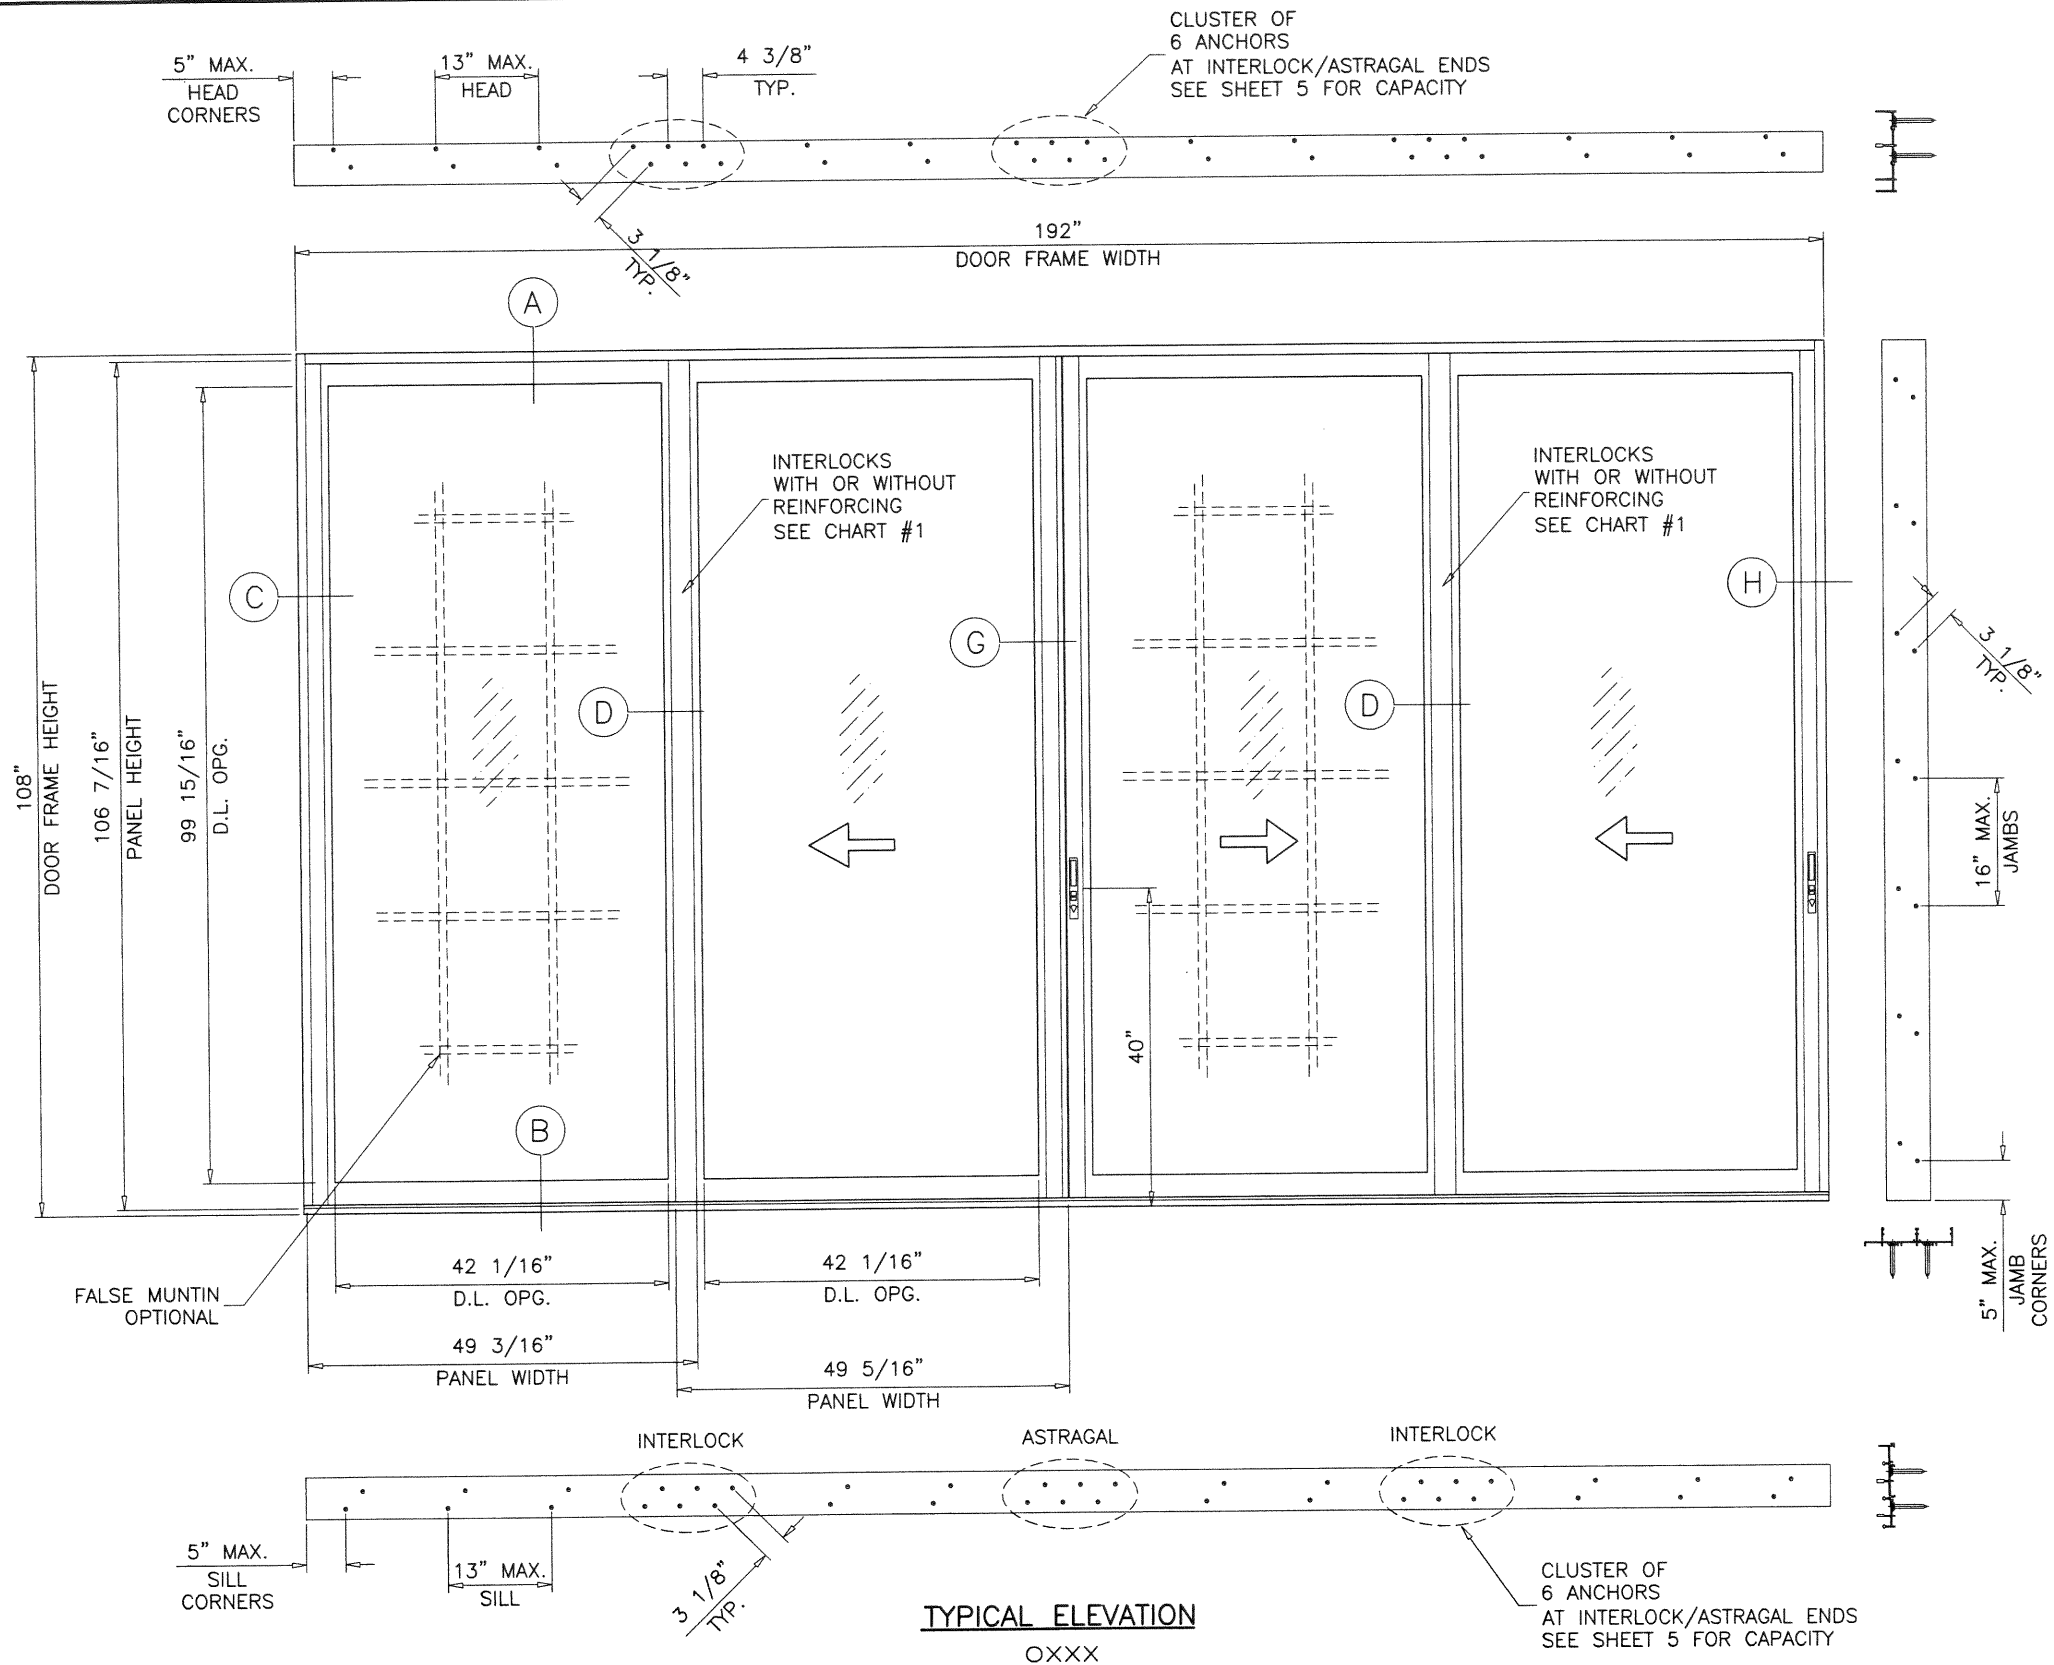 CLUSTER OF
6 ANCHORS
AT INTERLOCK/ASTRAGAL ENDS
SEE SHEET 5 FOR CAPACITY
5" MAX.
HEAD
CORNERS
13" MAX.
HEAD
4 3/8"
TYP.
3 1/8"
TYP.
192"
DOOR FRAME WIDTH
A
INTERLOCKS
WITH OR WITHOUT
REINFORCING
SEE CHART #1
INTERLOCKS
WITH OR WITHOUT
REINFORCING
SEE CHART #1
C
G
H
D
D
3 1/8"
TYP.
108"
DOOR FRAME HEIGHT
106 7/16"
PANEL HEIGHT
99 15/16"
D.L. OPG.
16" MAX.
JAMBS
40"
B
FALSE MUNTIN
OPTIONAL
42 1/16"
D.L. OPG.
42 1/16"
D.L. OPG.
5" MAX.
JAMB
CORNERS
49 3/16"
PANEL WIDTH
49 5/16"
PANEL WIDTH
INTERLOCK
ASTRAGAL
INTERLOCK
5" MAX.
SILL
CORNERS
13" MAX.
SILL
3 1/8"
TYP.
CLUSTER OF
6 ANCHORS
AT INTERLOCK/ASTRAGAL ENDS
SEE SHEET 5 FOR CAPACITY
TYPICAL ELEVATION
OXXX